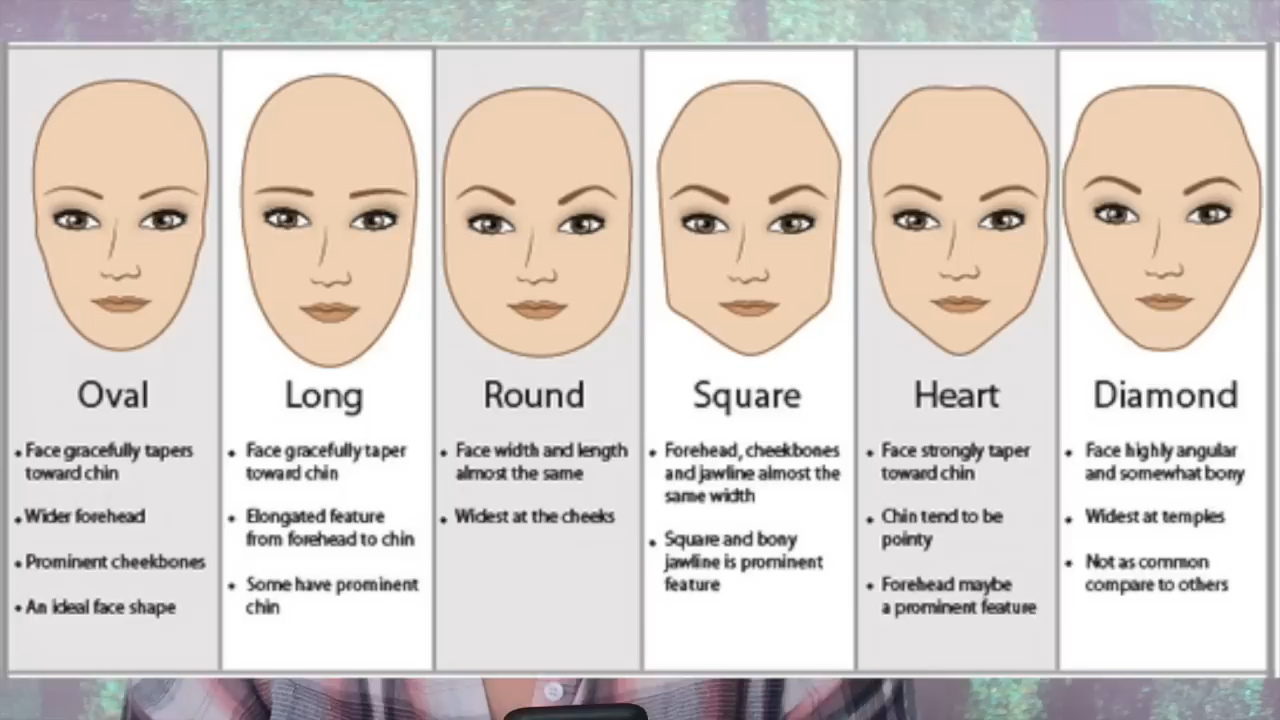 Oval
• Face gracefully tapers
toward chin
• Wider forehead
• Prominent cheekbones
• An ideal face shape
Long
• Face gracefully taper
toward chin
• Elongated feature
from forehead to chin
• Some have prominent
chin
Round
• Face width and length
almost the same
• Widest at the cheeks
Square
• Forehead, cheekbones
and jawline almost the
same width
• Square and bony
jawline is prominent
feature
Heart
• Face strongly taper
toward chin
• Chin tend to be
pointy
• Forehead maybe
a prominent feature
Diamond
• Face highly angular
and somewhat bony
• Widest at temples
• Not as common
compare to others